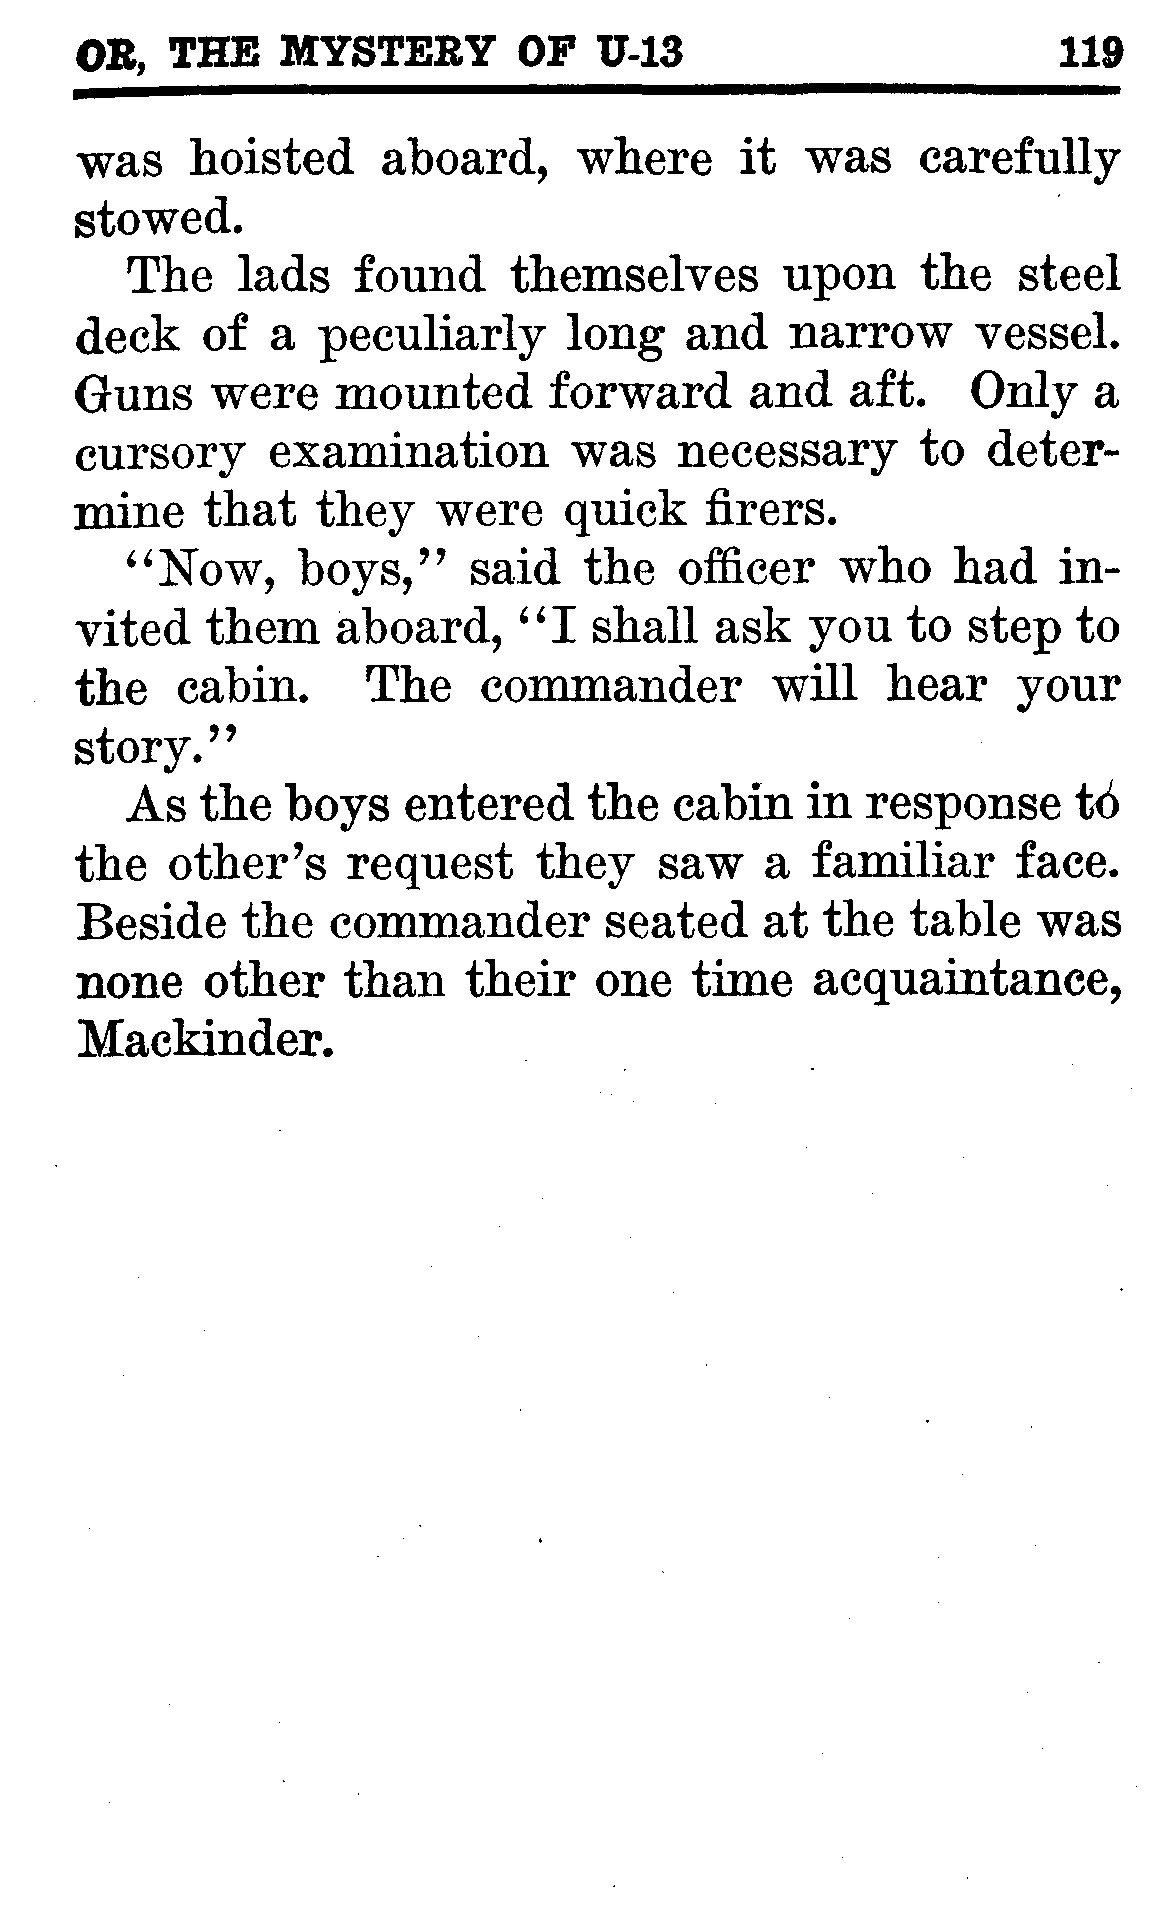 OR, THE MYSTERY OF U-13 119
was hoisted aboard, where it was carefully
stowed.
The lads found themselves upon the steel
deck of a peculiarly long and narrow vessel.
Guns were mounted forward and aft. Only a
cursory examination was necessary to deter-
mine that they were quick firers.
“Now, boys,” said the officer who had in-
vited them aboard, “I shall ask you to step to
the cabin. The commander will hear your
story.”
As the boys entered the cabin in response to
the other’s request they saw a familiar face.
Beside the commander seated at the table was
none other than their one time acquaintance,
Mackinder.